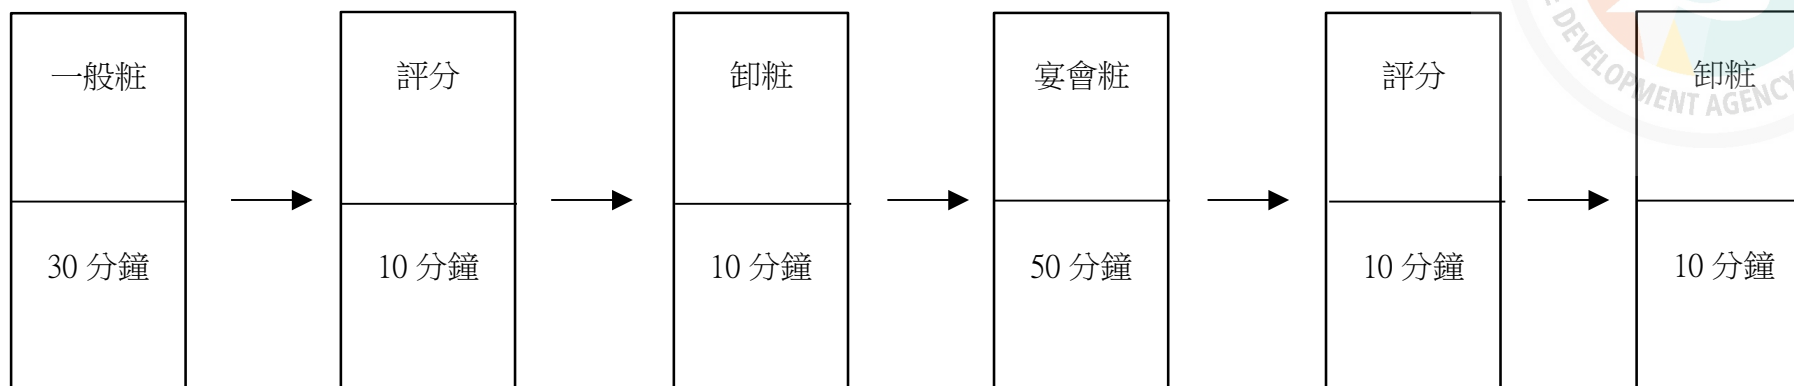 一般粧
評分
卸粧
宴會粧
評分
卸粧
30 分鐘
10 分鐘
10 分鐘
50 分鐘
10 分鐘
10 分鐘
E DEVELOPMENT AGENCY